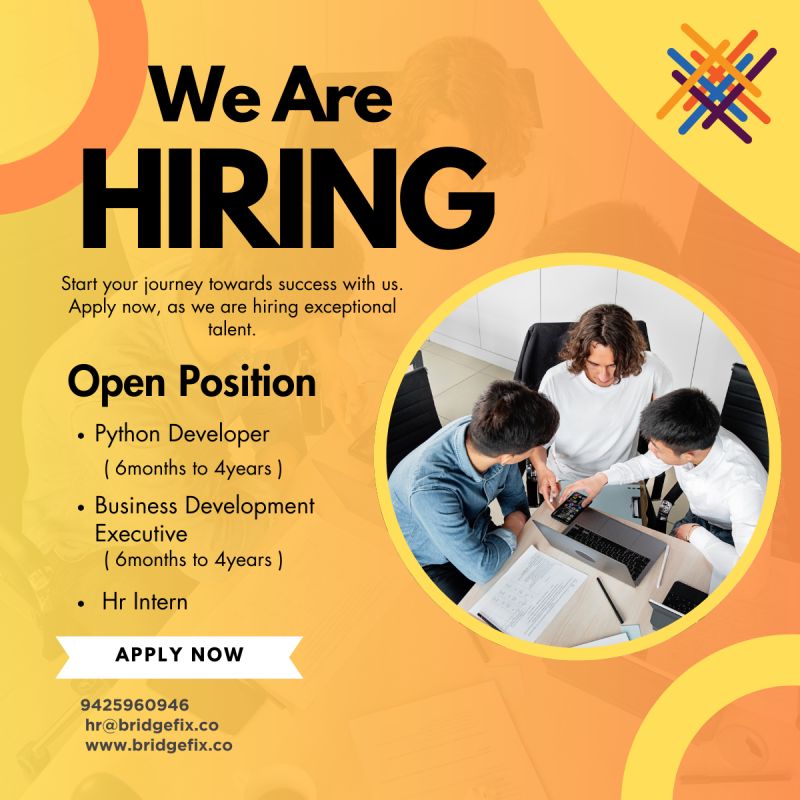 We Are
HIRING
Start your journey towards success with us.
Apply now, as we are hiring exceptional
talent.
Open Position
• Python Developer
( 6months to 4years )
• Business Development
Executive
( 6months to 4years )
• Hr Intern
APPLY NOW
9425960946
hr@bridgefix.co
www.bridgefix.co